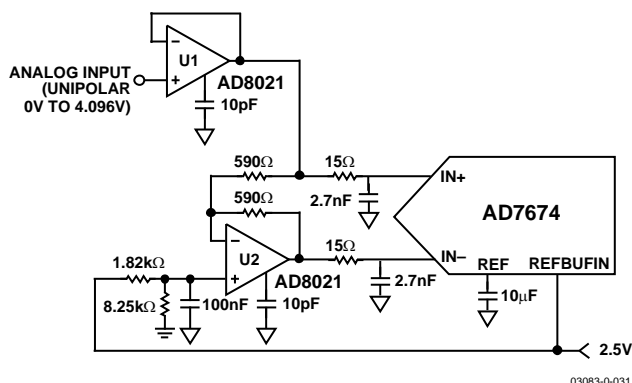 U1
AD8021
10pF
ANALOG INPUT
(UNIPOLAR
0V TO 4.096V)
590Ω
15Ω
2.7nF
IN+
AD7674
590Ω
U2
AD8021
15Ω
2.7nF
IN–
REF
REFBUFIN
1.82kΩ
8.25kΩ
100nF
10pF
10μF
2.5V
03083-0-031